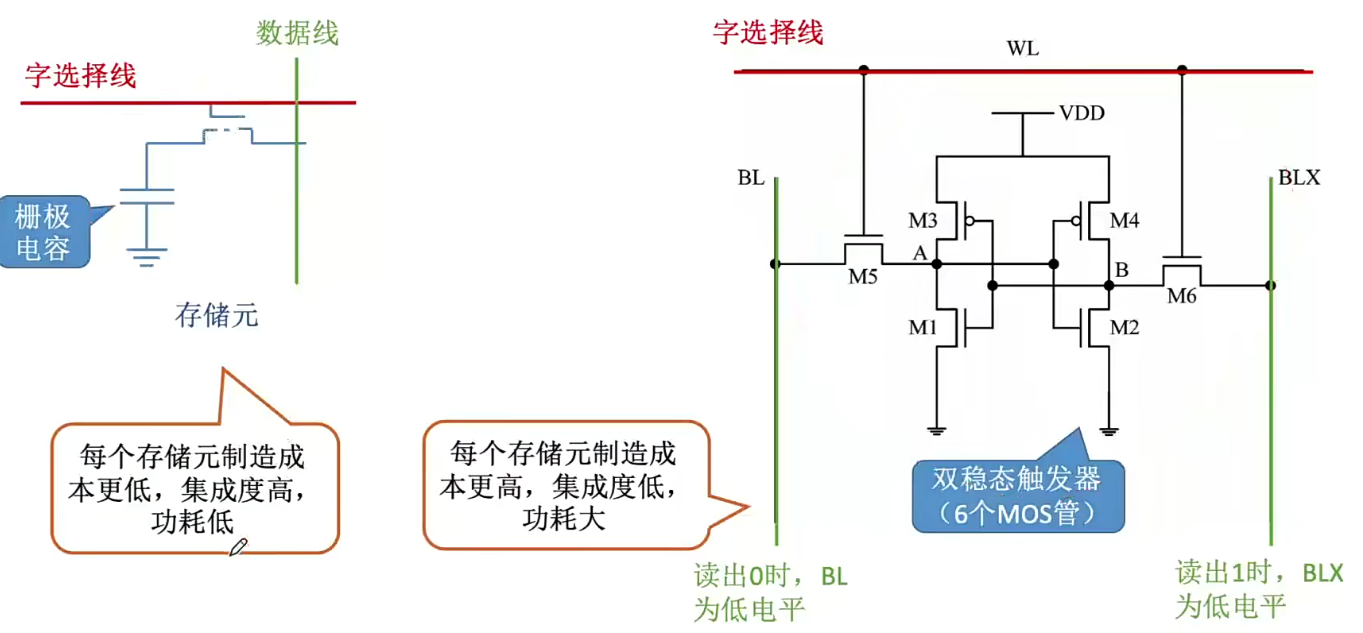 数据线
字选择线
栅极
电容
存储元
每个存储元制造成
本更低，集成度高，
功耗低
字选择线
WL
VDD
BL
BLX
M3
M4
A
B
M5
M6
M1
M2
每个存储元制造成
本更高，集成度低，
功耗大
双稳态触发器
（6个MOS管）
读出0时，BL
为低电平
读出1时，BLX
为低电平